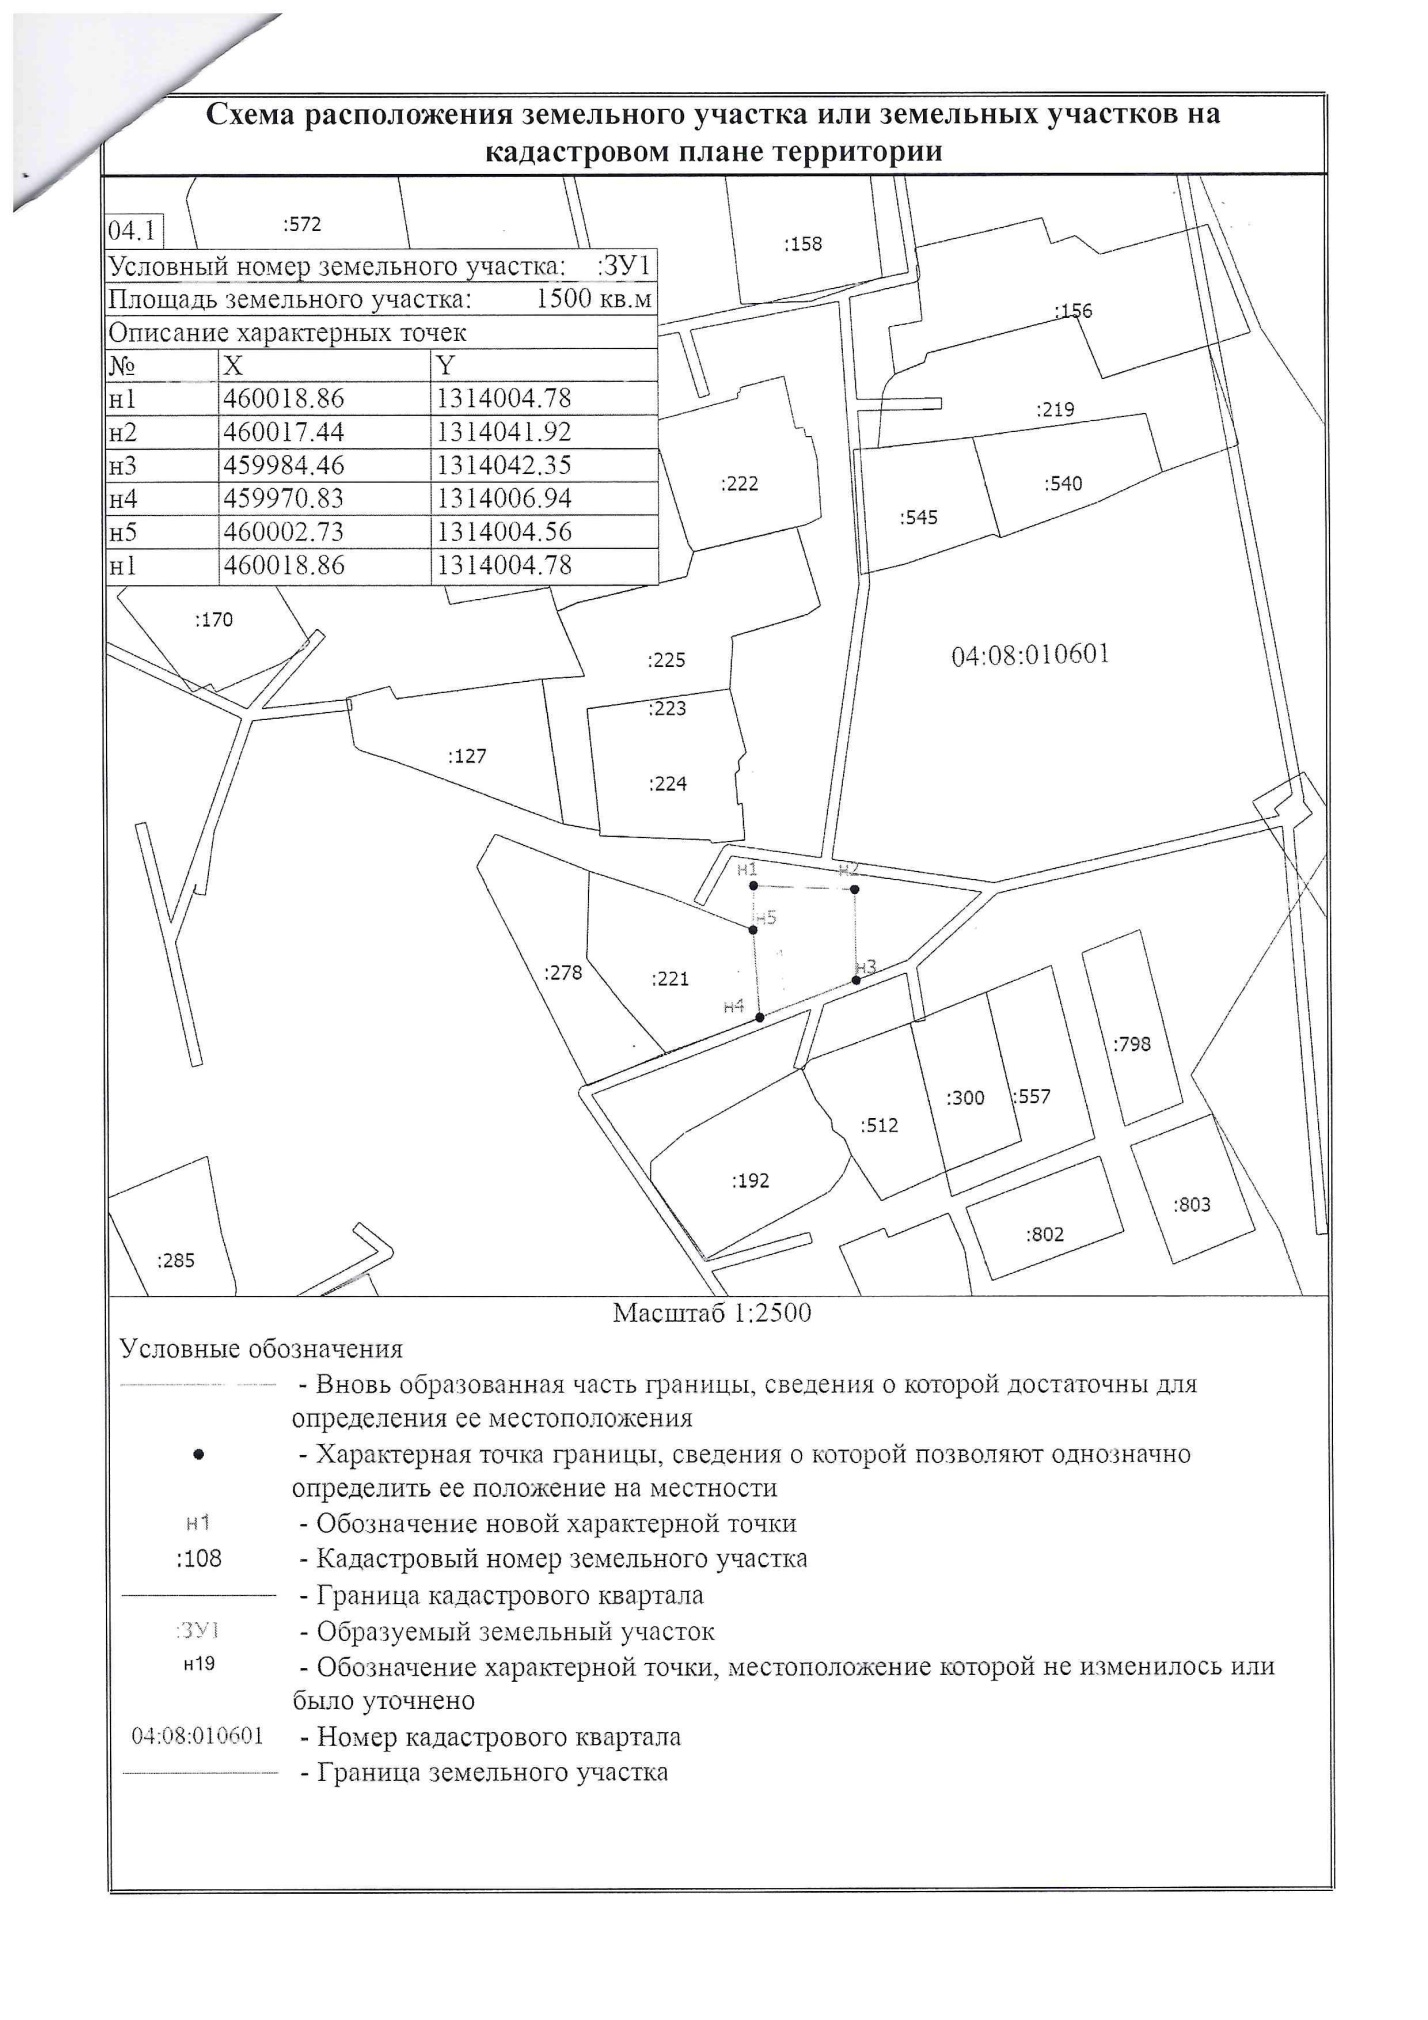 Схема расположения земельного участка или земельных участков на
кадастровом плане территории
04.1
Условный номер земельного участка: :ЗУ1
Площадь земельного участка: 1500 кв.м
Описание характерных точек
№ X Y
н1 460018.86 1314004.78
н2 460017.44 1314041.92
н3 459984.46 1314042.35
н4 459970.83 1314006.94
н5 460002.73 1314004.56
н1 460018.86 1314004.78
:572
:158
:156
:219
:222
:540
:545
:170
:225
04:08:010601
:223
:127
:224
н1
н2
н5
н3
:278
:221
н4
:798
:300
:557
:512
:192
:803
:802
:285
Масштаб 1:2500
Условные обозначения
- Вновь образованная часть границы, сведения о которой достаточны для
определения ее местоположения
- Характерная точка границы, сведения о которой позволяют однозначно
определить ее положение на местности
н1 - Обозначение новой характерной точки
:108 - Кадастровый номер земельного участка
- Граница кадастрового квартала
:ЗУ1 - Образуемый земельный участок
н19 - Обозначение характерной точки, местоположение которой не изменилось или
было уточнено
04:08:010601 - Номер кадастрового квартала
- Граница земельного участка